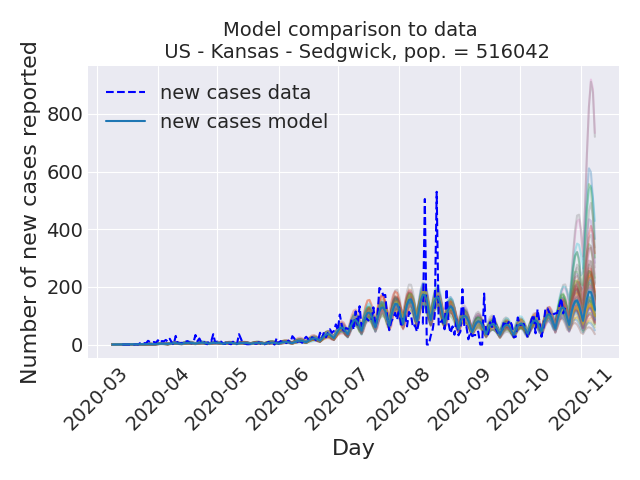 Model comparison to data
US - Kansas - Sedgwick, pop. = 516042
Number of new cases reported
800
600
400
200
0
new cases data
new cases model
2020-03
2020-04
2020-05
2020-06
2020-07
2020-08
2020-09
2020-10
2020-11
Day